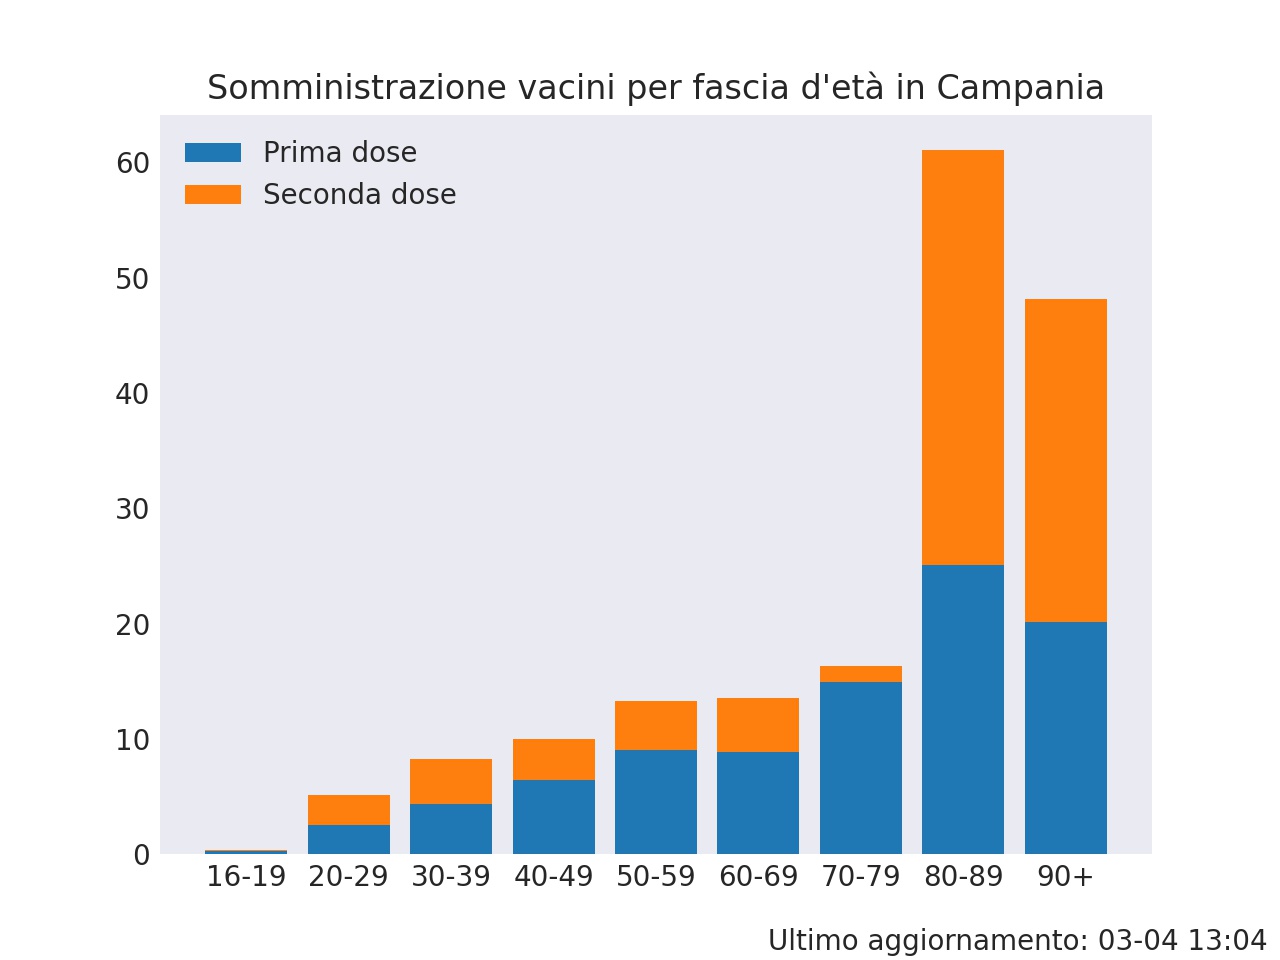 Somministrazione vacini per fascia d'età in Campania
Prima dose
Seconda dose
60
50
40
30
20
10
0
16-19 20-29 30-39 40-49 50-59 60-69 70-79 80-89 90+
Ultimo aggiornamento: 03-04 13:04